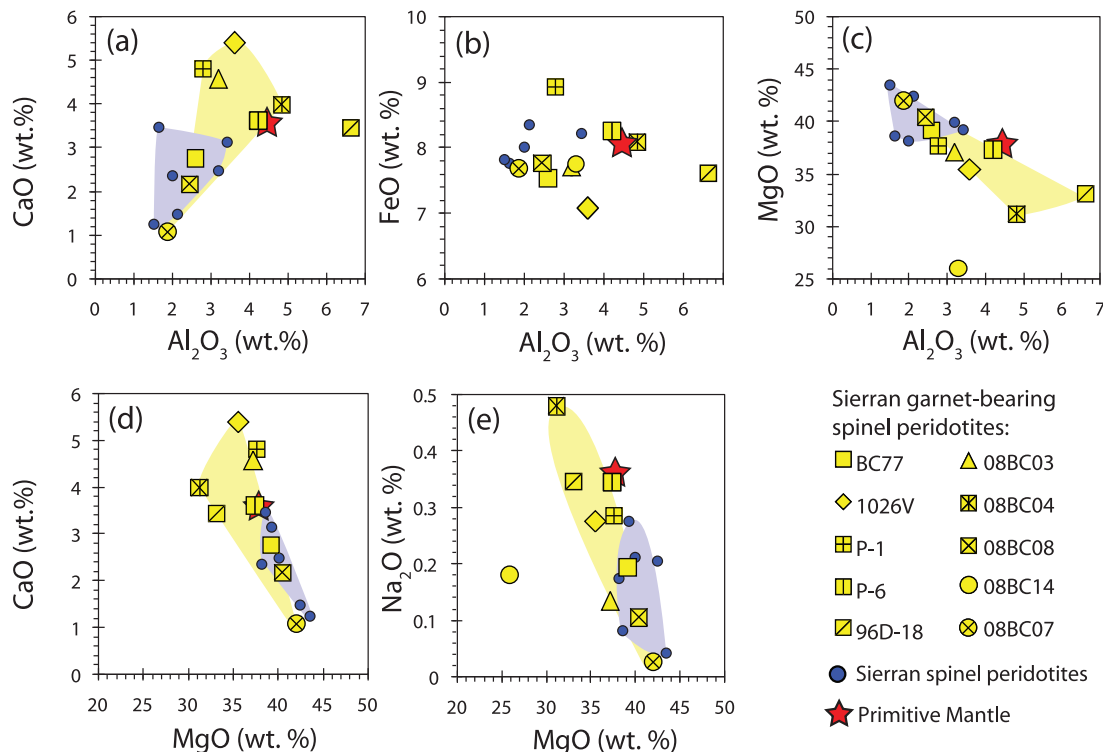 (a)
CaO (wt.%)
6
5
4
3
2
1
0
0 1 2 3 4 5 6 7
Al₂O₃ (wt.%)
(b)
FeO (wt.%)
10
9
8
7
6
0 1 2 3 4 5 6 7
Al₂O₃ (wt. %)
(c)
MgO (wt.%)
50
45
40
35
30
25
0 1 2 3 4 5 6 7
Al₂O₃ (wt. %)
(d)
CaO (wt.%)
6
5
4
3
2
1
0
20 25 30 35 40 45 50
MgO (wt. %)
(e)
Na₂O (wt. %)
0.5
0.4
0.3
0.2
0.1
0
20 25 30 35 40 45 50
MgO (wt. %)
Sierran garnet-bearing
spinel peridotites:
BC77
08BC03
1026V
08BC04
P-1
08BC08
P-6
08BC14
96D-18
08BC07
Sierran spinel peridotites
Primitive Mantle